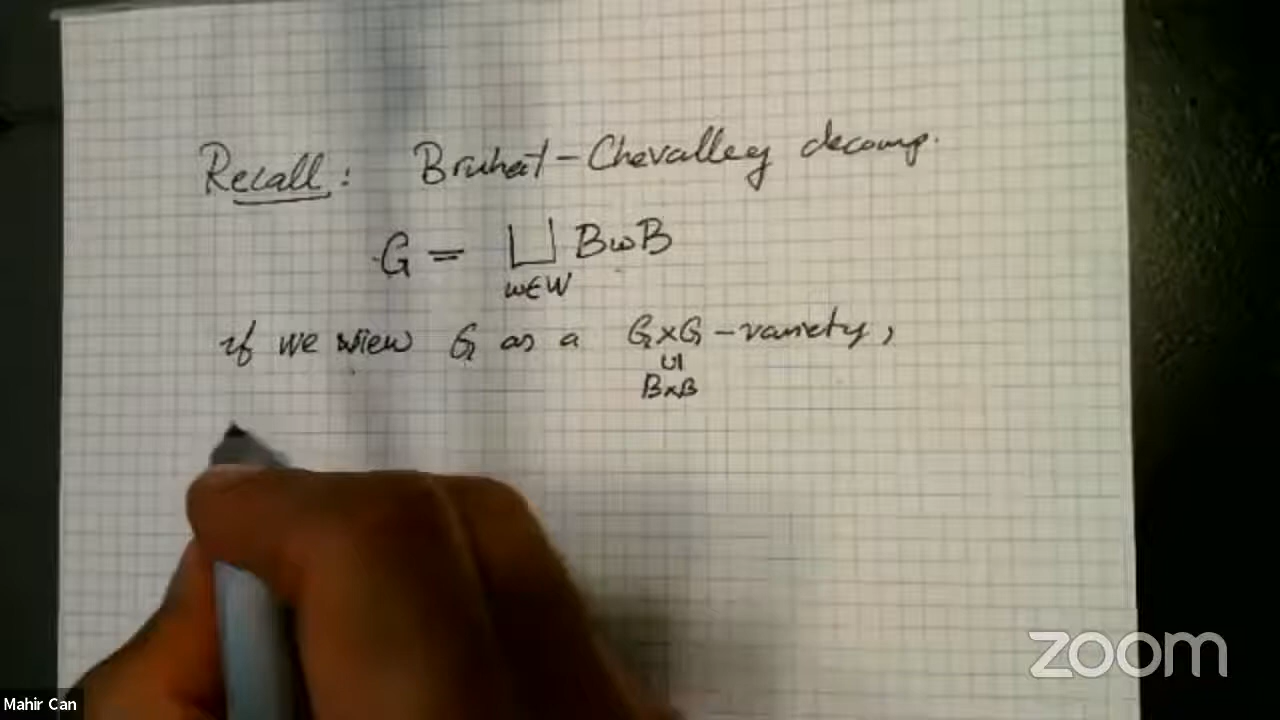 Recall: Bruhat-Chevalley decomp.
G = ⊔ BwB
w∈W
if we view G as a G×G-variety,
∪|
B×B
zoom
Mahir Can